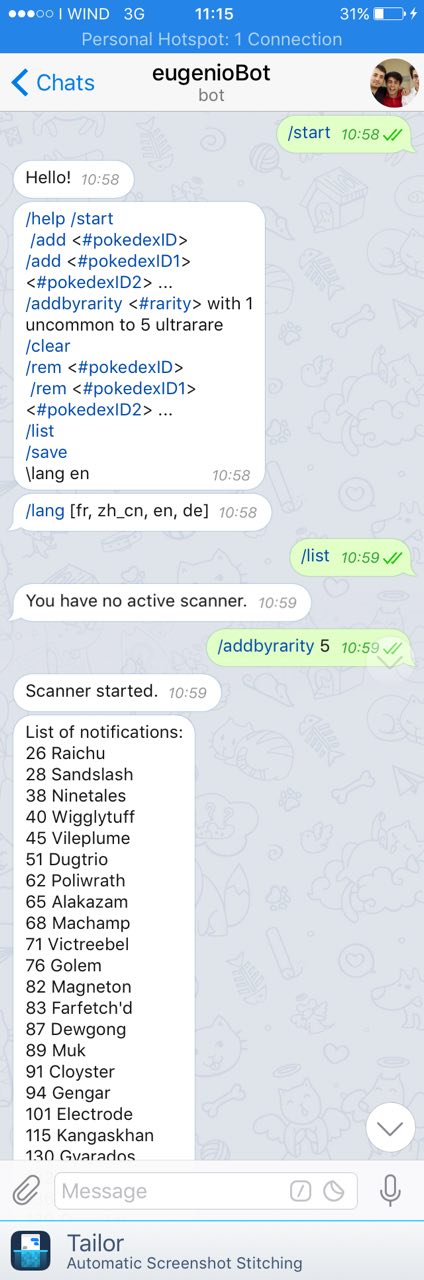 I WIND 3G 11:15 31%
Personal Hotspot: 1 Connection
Chats
eugenioBot
bot
/start 10:58
Hello! 10:58
/help /start
/add <#pokedexID>
/add <#pokedexID1>
<#pokedexID2> ...
/addbyrarity <#rarity> with 1
uncommon to 5 ultrarare
/clear
/rem <#pokedexID>
/rem <#pokedexID1>
<#pokedexID2> ...
/list
/save
\lang en 10:58
/lang [fr, zh_cn, en, de] 10:58
/list 10:59
You have no active scanner. 10:59
/addbyrarity 5 10:59
Scanner started. 10:59
List of notifications:
26 Raichu
28 Sandslash
38 Ninetales
40 Wigglytuff
45 Vileplume
51 Dugtrio
62 Poliwrath
65 Alakazam
68 Machamp
71 Victreebel
76 Golem
82 Magneton
83 Farfetch'd
87 Dewgong
89 Muk
91 Cloyster
94 Gengar
101 Electrode
115 Kangaskhan
130 Gyarados
Message
Tailor
Automatic Screenshot Stitching